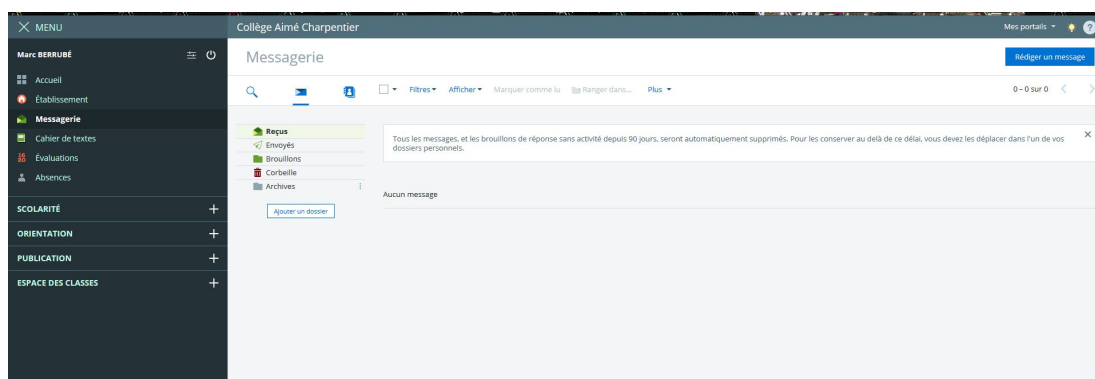 MENU
Collège Aimé Charpentier
Mes portails
?
Marc BERRUBÉ
Messagerie
Rédiger un message
Accueil
Établissement
Messagerie
Cahier de textes
Évaluations
Absences
Filtres
Afficher
Marquer comme lu
Ranger dans...
Plus
0 – 0 sur 0
Reçus
Envoyés
Brouillons
Corbeille
Archives
Ajouter un dossier
Tous les messages, et les brouillons de réponse sans activité depuis 90 jours, seront automatiquement supprimés. Pour les conserver au delà de ce délai, vous devez les déplacer dans l'un de vos
dossiers personnels.
Aucun message
SCOLARITÉ
ORIENTATION
PUBLICATION
ESPACE DES CLASSES